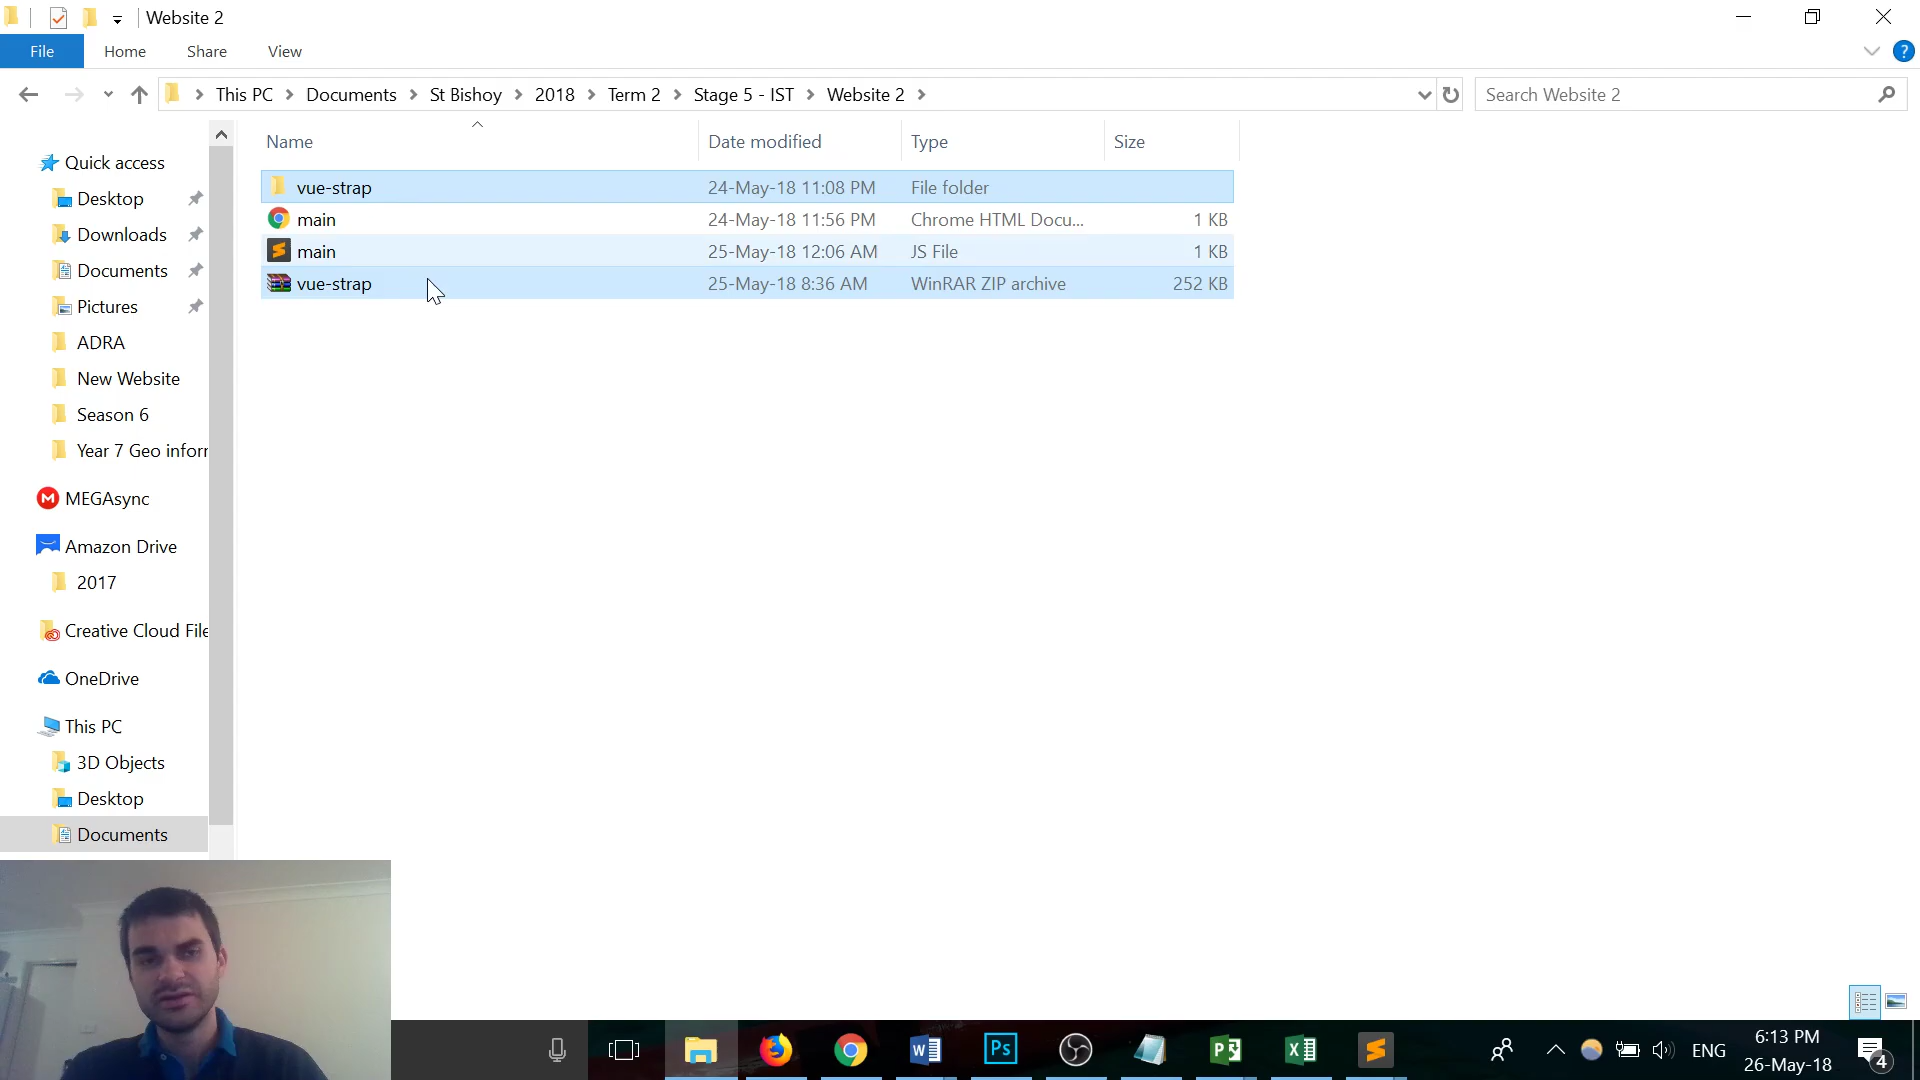 Website 2
File Home Share View
This PC Documents St Bishoy 2018 Term 2 Stage 5 - IST Website 2
Search Website 2
Name Date modified Type Size
vue-strap 24-May-18 11:08 PM File folder
main 24-May-18 11:56 PM Chrome HTML Docu... 1 KB
main 25-May-18 12:06 AM JS File 1 KB
vue-strap 25-May-18 8:36 AM WinRAR ZIP archive 252 KB
Quick access
Desktop
Downloads
Documents
Pictures
ADRA
New Website
Season 6
Year 7 Geo infor
MEGAsync
Amazon Drive
2017
Creative Cloud File
OneDrive
This PC
3D Objects
Desktop
Documents
ENG
6:13 PM
26-May-18
4